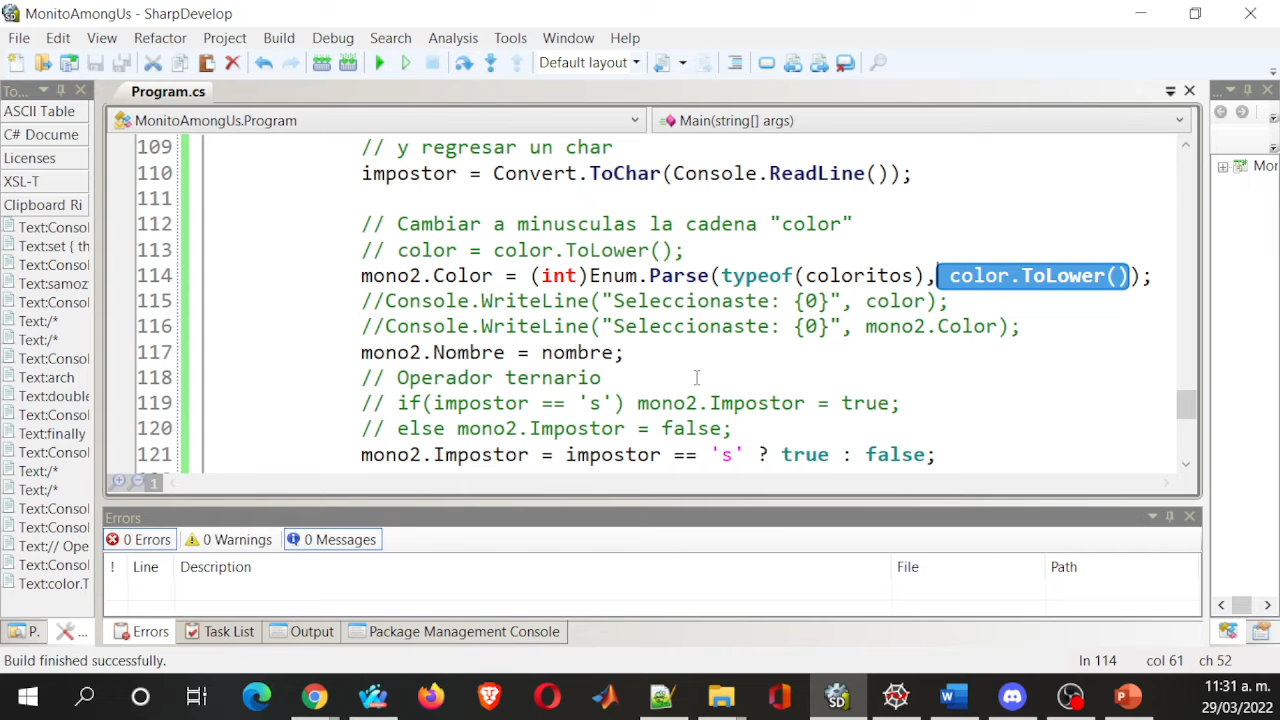 MonitoAmongUs - SharpDevelop
File Edit View Refactor Project Build Debug Search Analysis Tools Window Help
Default layout
To...
Program.cs
...
ASCII Table
C# Docume
Licenses
XSL-T
Clipboard Ri
Text:Consol
Text:set { th
Text:samoz
Text:Consol
Text:Consol
Text:/*
Text:/*
Text:Consol
Text:arch
Text:double
Text:Consol
Text:finally
Text:Consol
Text:/*
Text:/*
Text:Consol
Text:Consol
Text:// Ope
Text:Consol
Text:color.T
MonitoAmongUs.Program
Main(string[] args)
109 // y regresar un char
110 impostor = Convert.ToChar(Console.ReadLine());
111
112 // Cambiar a minusculas la cadena "color"
113 // color = color.ToLower();
114 mono2.Color = (int)Enum.Parse(typeof(coloritos), color.ToLower());
115 //Console.WriteLine("Seleccionaste: {0}", color);
116 //Console.WriteLine("Seleccionaste: {0}", mono2.Color);
117 mono2.Nombre = nombre;
118 // Operador ternario
119 // if(impostor == 's') mono2.Impostor = true;
120 // else mono2.Impostor = false;
121 mono2.Impostor = impostor == 's' ? true : false;
1
Mor
Errors
0 Errors 0 Warnings 0 Messages
! Line Description File Path
P. ...
Errors Task List Output Package Management Console
Build finished successfully.
ln 114 col 61 ch 52
11:31 a. m.
29/03/2022